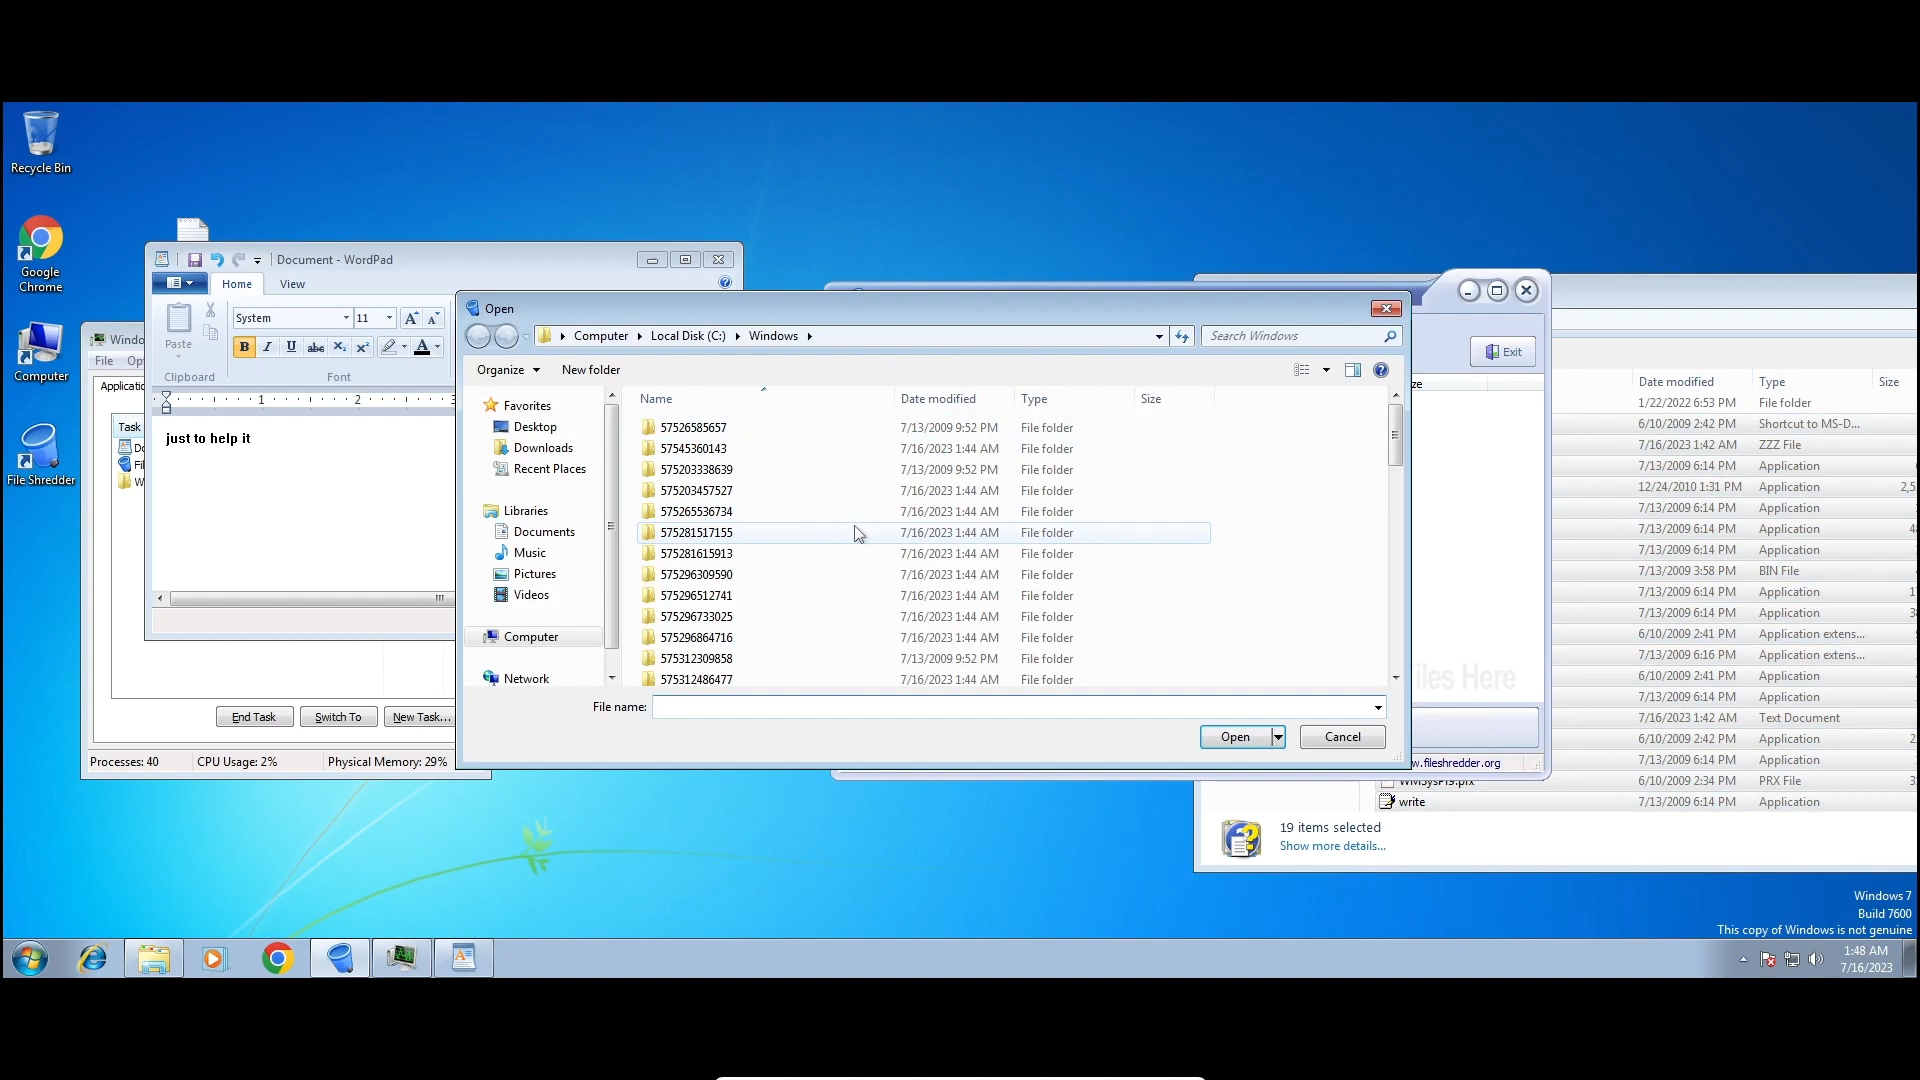 Recycle Bin
Google
Chrome
Computer
File Shredder
Document - WordPad
Home
View
System
11
Paste
B
I
U
abc
Clipboard
Font
1
2
3
just to help it
File
Applicatio
Task
End Task
Switch To
New Task...
Processes: 40
CPU Usage: 2%
Physical Memory: 29%
Open
Computer
Local Disk (C:)
Windows
Search Windows
Organize
New folder
Favorites
Desktop
Downloads
Recent Places
Libraries
Documents
Music
Pictures
Videos
Computer
Network
Name
Date modified
Type
Size
57526585657 7/13/2009 9:52 PM File folder
57545360143 7/16/2023 1:44 AM File folder
575203338639 7/13/2009 9:52 PM File folder
575203457527 7/16/2023 1:44 AM File folder
575265536734 7/16/2023 1:44 AM File folder
575281517155 7/16/2023 1:44 AM File folder
575281615913 7/16/2023 1:44 AM File folder
575296309590 7/16/2023 1:44 AM File folder
575296512741 7/16/2023 1:44 AM File folder
575296733025 7/16/2023 1:44 AM File folder
575296864716 7/16/2023 1:44 AM File folder
575312309858 7/13/2009 9:52 PM File folder
575312486477 7/16/2023 1:44 AM File folder
File name:
Open
Cancel
Exit
iles Here
w.fileshredder.org
Date modified Type Size
1/22/2022 6:53 PM File folder
6/10/2009 2:42 PM Shortcut to MS-D...
7/16/2023 1:42 AM ZZZ File
7/13/2009 6:14 PM Application
12/24/2010 1:31 PM Application
7/13/2009 6:14 PM Application
7/13/2009 6:14 PM Application
7/13/2009 6:14 PM Application
7/13/2009 3:58 PM BIN File
7/13/2009 6:14 PM Application
7/13/2009 6:14 PM Application
6/10/2009 2:41 PM Application extens...
7/13/2009 6:16 PM Application extens...
6/10/2009 2:41 PM Application
7/13/2009 6:14 PM Application
7/16/2023 1:42 AM Text Document
6/10/2009 2:42 PM Application
7/13/2009 6:14 PM Application
6/10/2009 2:34 PM PRX File
write 7/13/2009 6:14 PM Application
19 items selected
Show more details...
Windows 7
Build 7600
This copy of Windows is not genuine
1:48 AM
7/16/2023